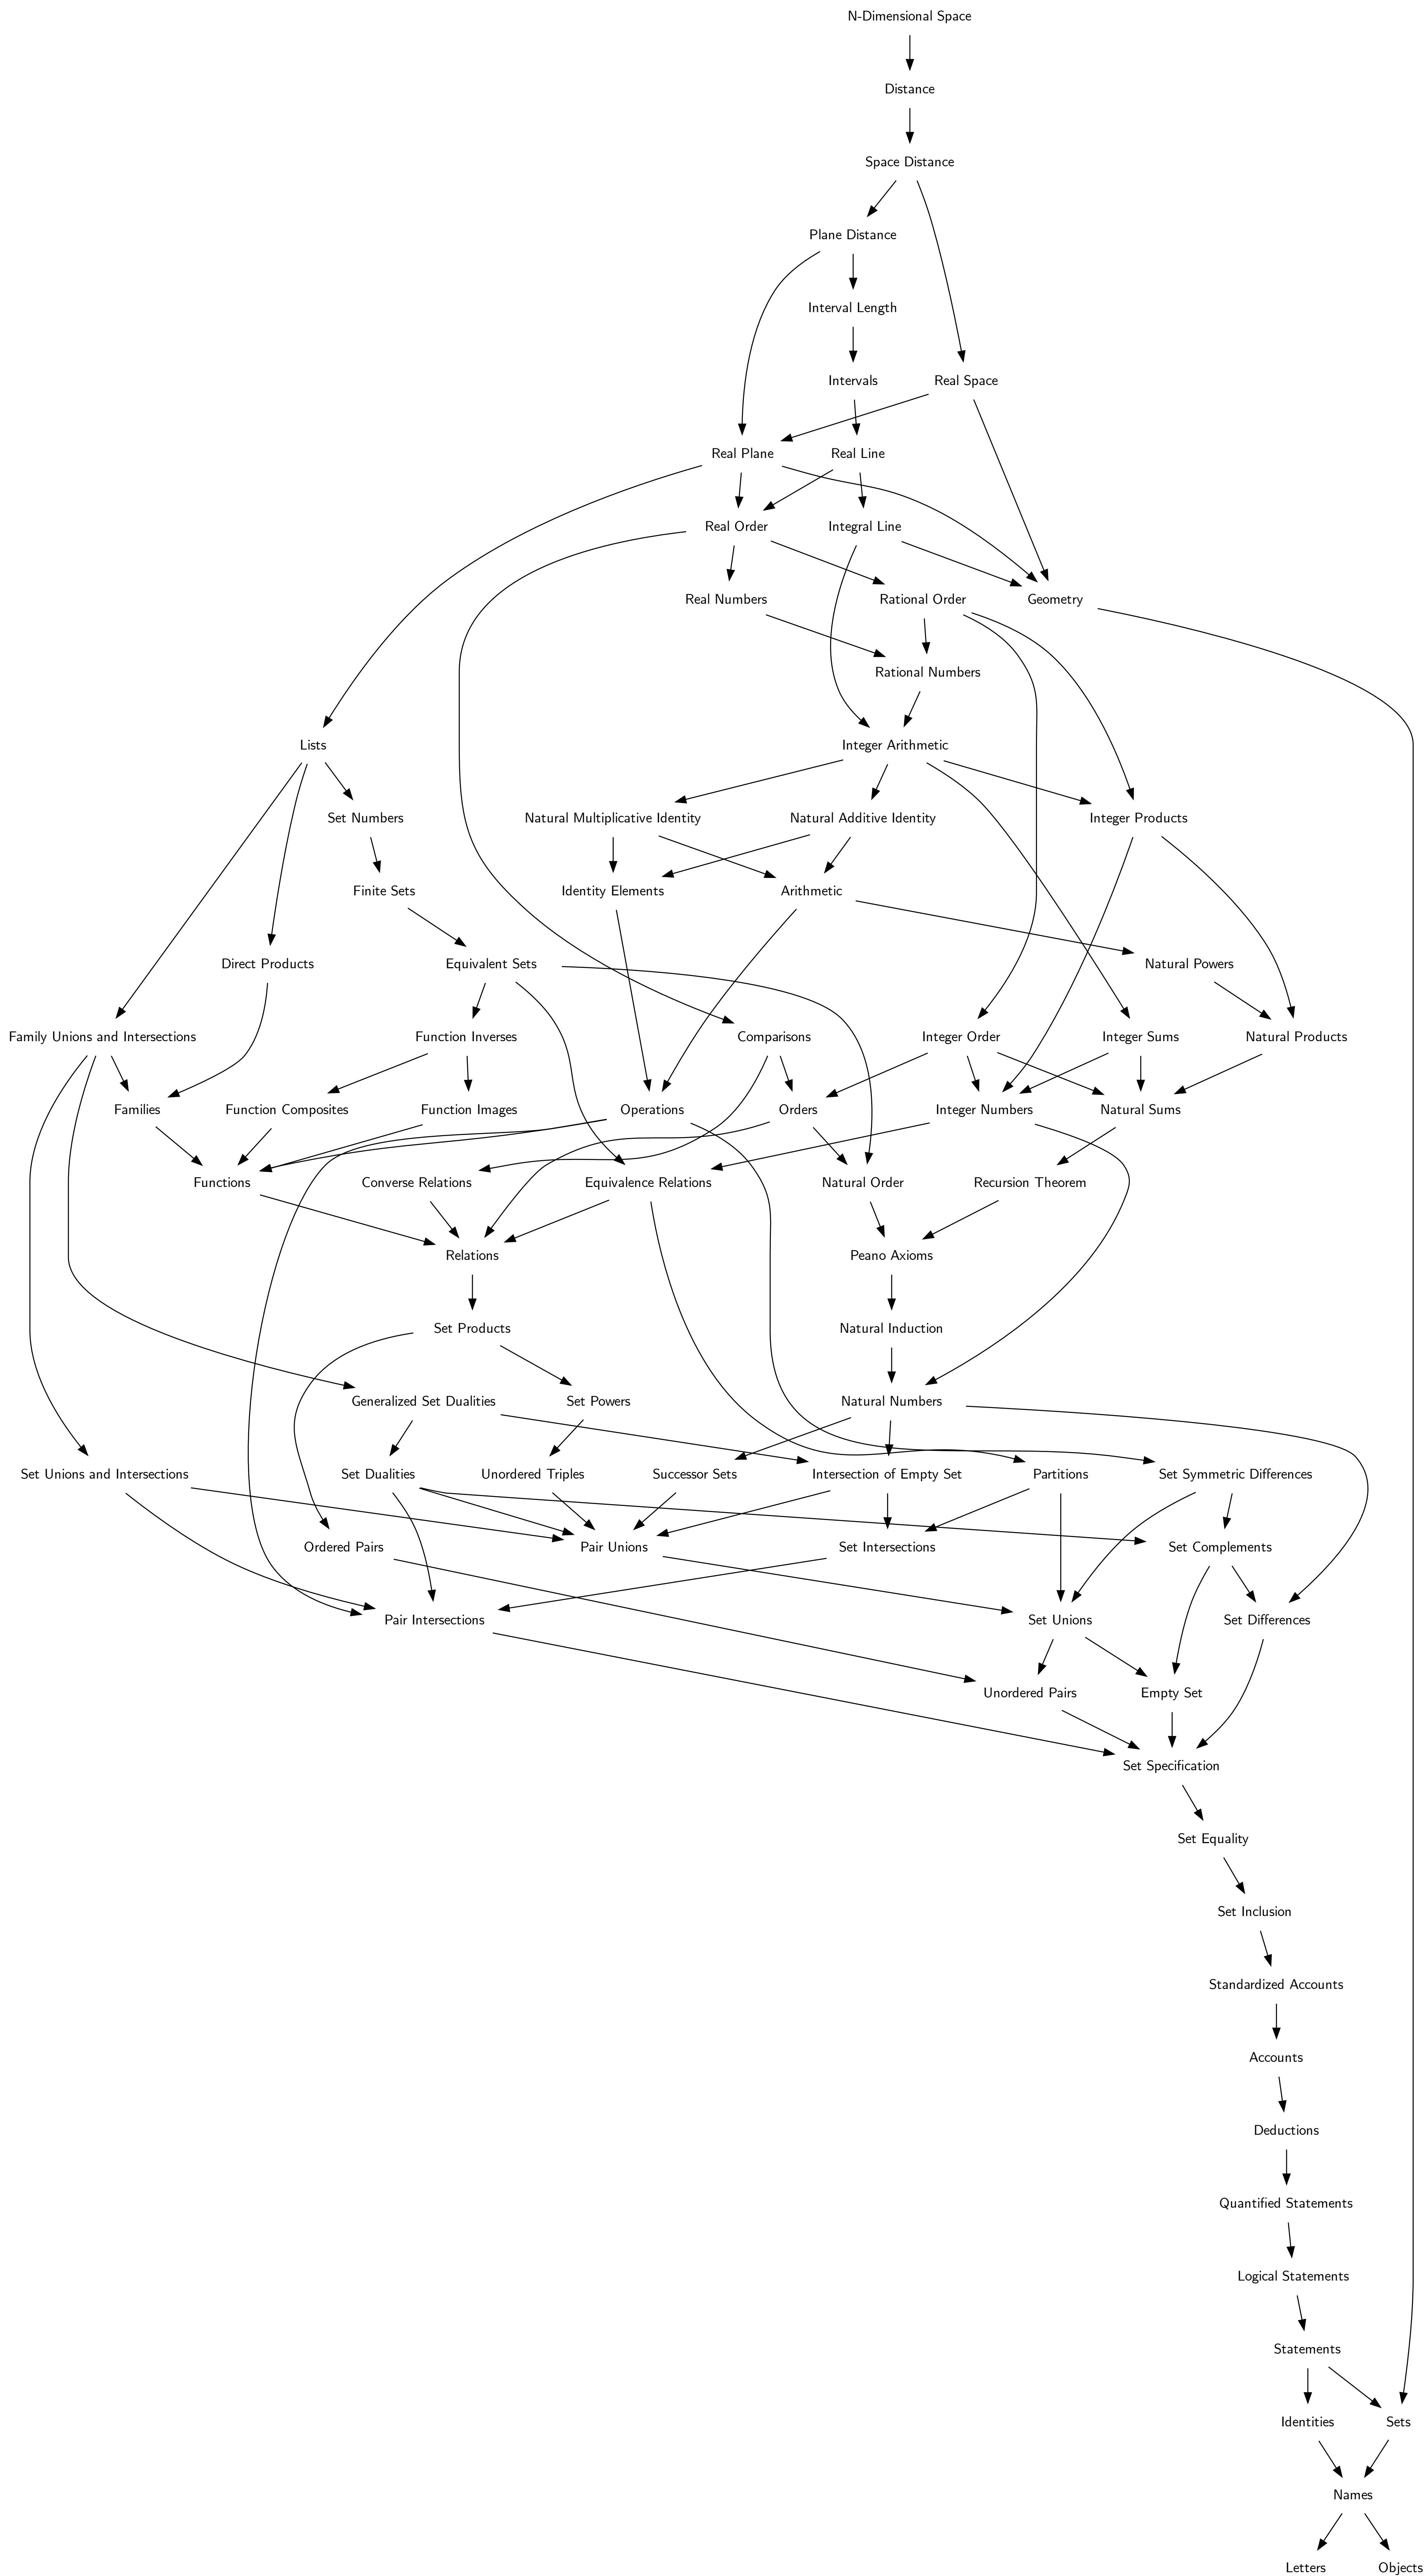 N-Dimensional Space
Distance
Space Distance
Plane Distance
Interval Length
Intervals
Real Space
Real Plane
Real Line
Real Order
Integral Line
Real Numbers
Rational Order
Geometry
Rational Numbers
Lists
Integer Arithmetic
Set Numbers
Natural Multiplicative Identity
Natural Additive Identity
Integer Products
Finite Sets
Identity Elements
Arithmetic
Direct Products
Equivalent Sets
Natural Powers
Family Unions and Intersections
Function Inverses
Comparisons
Integer Order
Integer Sums
Natural Products
Families
Function Composites
Function Images
Operations
Orders
Integer Numbers
Natural Sums
Functions
Converse Relations
Equivalence Relations
Natural Order
Recursion Theorem
Relations
Peano Axioms
Set Products
Natural Induction
Generalized Set Dualities
Set Powers
Natural Numbers
Set Unions and Intersections
Set Dualities
Unordered Triples
Successor Sets
Intersection of Empty Set
Partitions
Set Symmetric Differences
Ordered Pairs
Pair Unions
Set Intersections
Set Complements
Pair Intersections
Set Unions
Set Differences
Unordered Pairs
Empty Set
Set Specification
Set Equality
Set Inclusion
Standardized Accounts
Accounts
Deductions
Quantified Statements
Logical Statements
Statements
Identities
Sets
Names
Letters
Objects